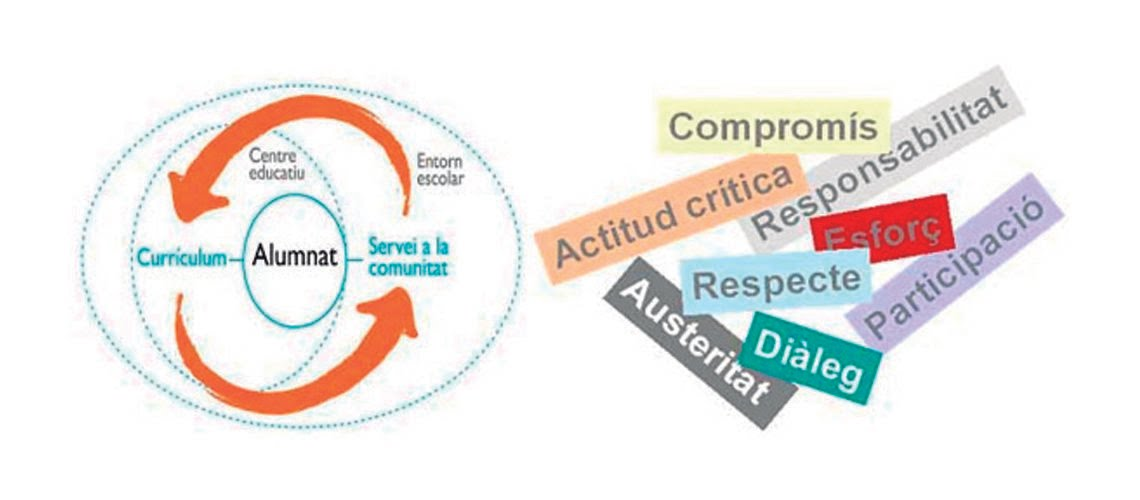 Centre
educatiu
Entorn
escolar
Currículum
Alumnat
Servei a la
comunitat
Compromís
Responsabilitat
Actitud crítica
Esforç
Participació
Respecte
Austeritat
Diàleg